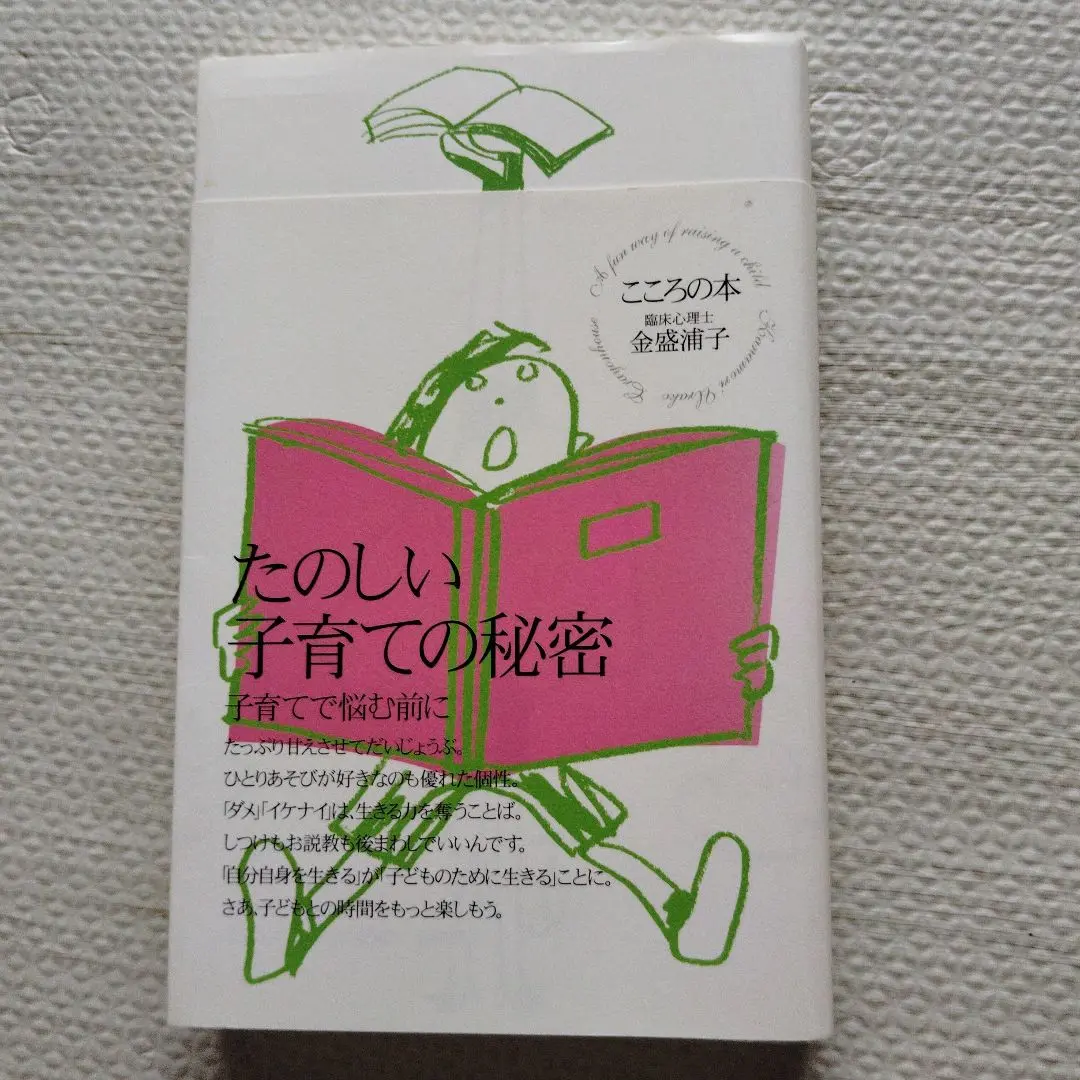 A fun way of raising a child
Kanamori Urako
こころの本
臨床心理士
金盛浦子
たのしい
子育ての秘密
子育てで悩む前に
たっぷり甘えさせてだいじょうぶ。
ひとりあそびが好きなのも優れた個性。
「ダメ」「イケナイ」は、生きる力を奪うことば。
しつけもお説教も後まわしでいいんです。
「自分自身を生きる」が「子どものために生きる」ことに。
さあ、子どもとの時間をもっと楽しもう。